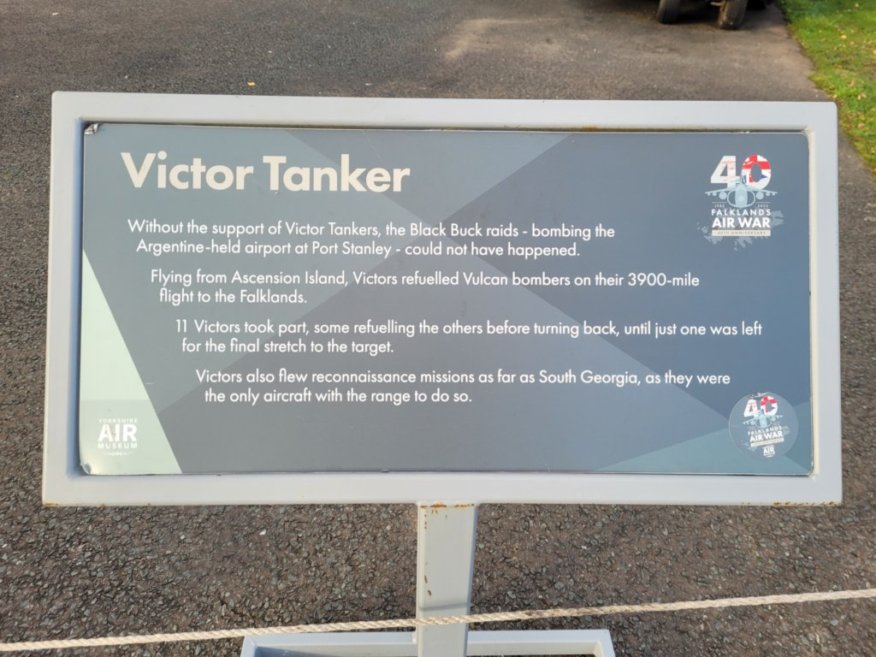 Victor Tanker
40
FALKLANDS
AIR WAR
40TH ANNIVERSARY
Without the support of Victor Tankers, the Black Buck raids - bombing the
Argentine-held airport at Port Stanley - could not have happened.
Flying from Ascension Island, Victors refuelled Vulcan bombers on their 3900-mile
flight to the Falklands.
11 Victors took part, some refuelling the others before turning back, until just one was left
for the final stretch to the target.
Victors also flew reconnaissance missions as far as South Georgia, as they were
the only aircraft with the range to do so.
YORKSHIRE
AIR
MUSEUM
40
FALKLANDS
AIR WAR
AIR